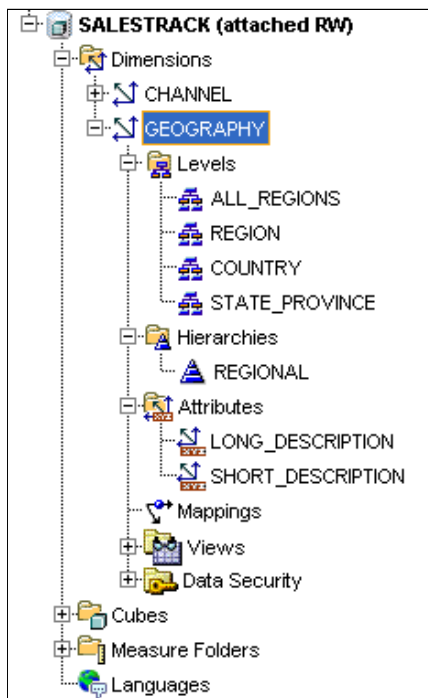 SALESTRACK (attached RW)
Dimensions
CHANNEL
GEOGRAPHY
Levels
ALL_REGIONS
REGION
COUNTRY
STATE_PROVINCE
Hierarchies
REGIONAL
Attributes
LONG_DESCRIPTION
SHORT_DESCRIPTION
Mappings
Views
Data Security
Cubes
Measure Folders
Languages